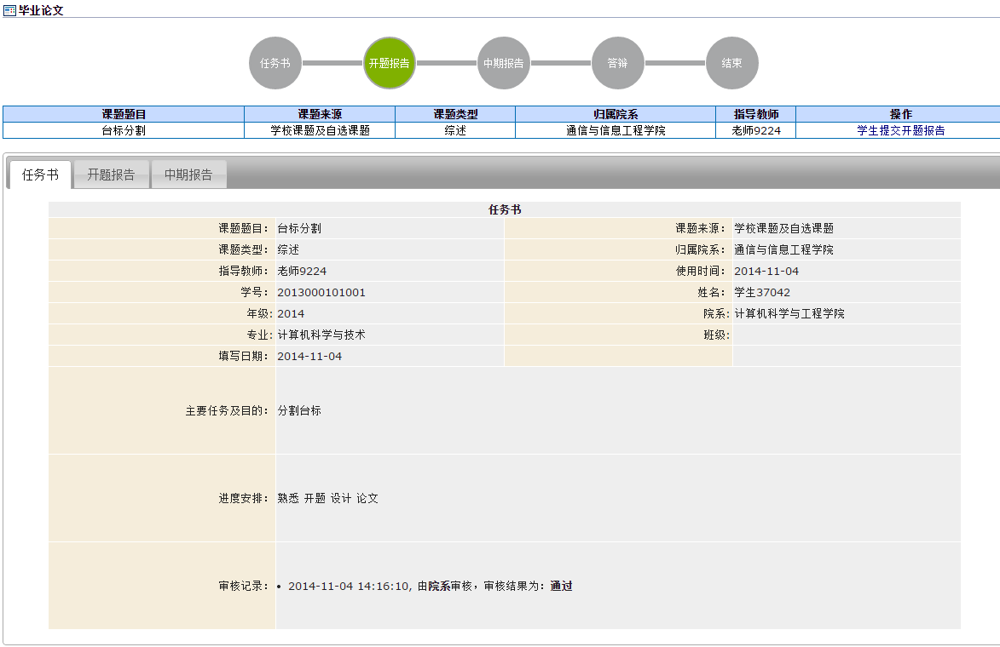 毕业论文
任务书 开题报告 中期报告 答辩 结束
课题题目 课题来源 课题类型 归属院系 指导教师 操作
台标分割 学校课题及自选课题 综述 通信与信息工程学院 老师9224 学生提交开题报告
任务书 开题报告 中期报告
任务书
课题题目： 台标分割 课题来源： 学校课题及自选课题
课题类型： 综述 归属院系： 通信与信息工程学院
指导教师： 老师9224 使用时间： 2014-11-04
学号： 2013000101001 姓名： 学生37042
年级: 2014 院系: 计算机科学与工程学院
专业: 计算机科学与技术 班级:
填写日期： 2014-11-04
主要任务及目的： 分割台标
进度安排： 熟悉 开题 设计 论文
审核记录： • 2014-11-04 14:16:10, 由院系审核，审核结果为：通过